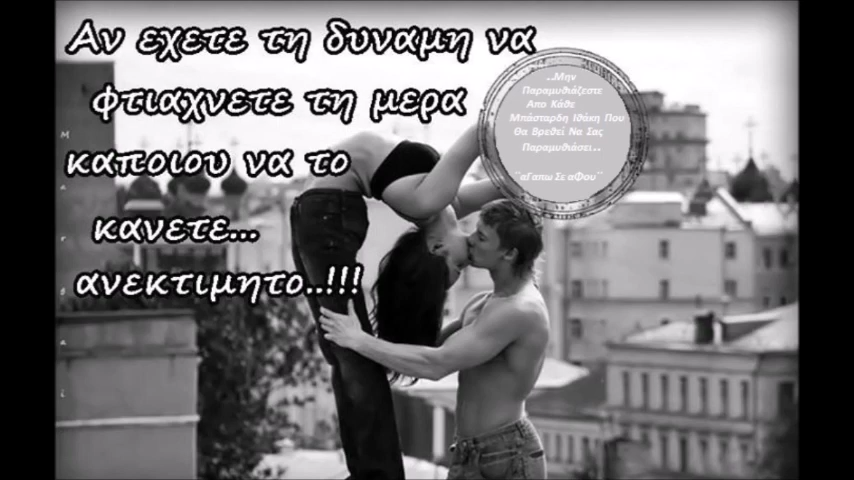 Αν εχετε τη δυναμη να
φτιαχνετε τη μερα
καποιου να το
κανετε...
ανεκτιμητο..!!!
..Μην
Παραμυθιάζεστε
Απο Κάθε
Μπάσταρδη Ιθάκη Που
Θα Βρεθεί Να Σας
Παραμυθιάσει..
¨αΓαπω Σε αΦου¨